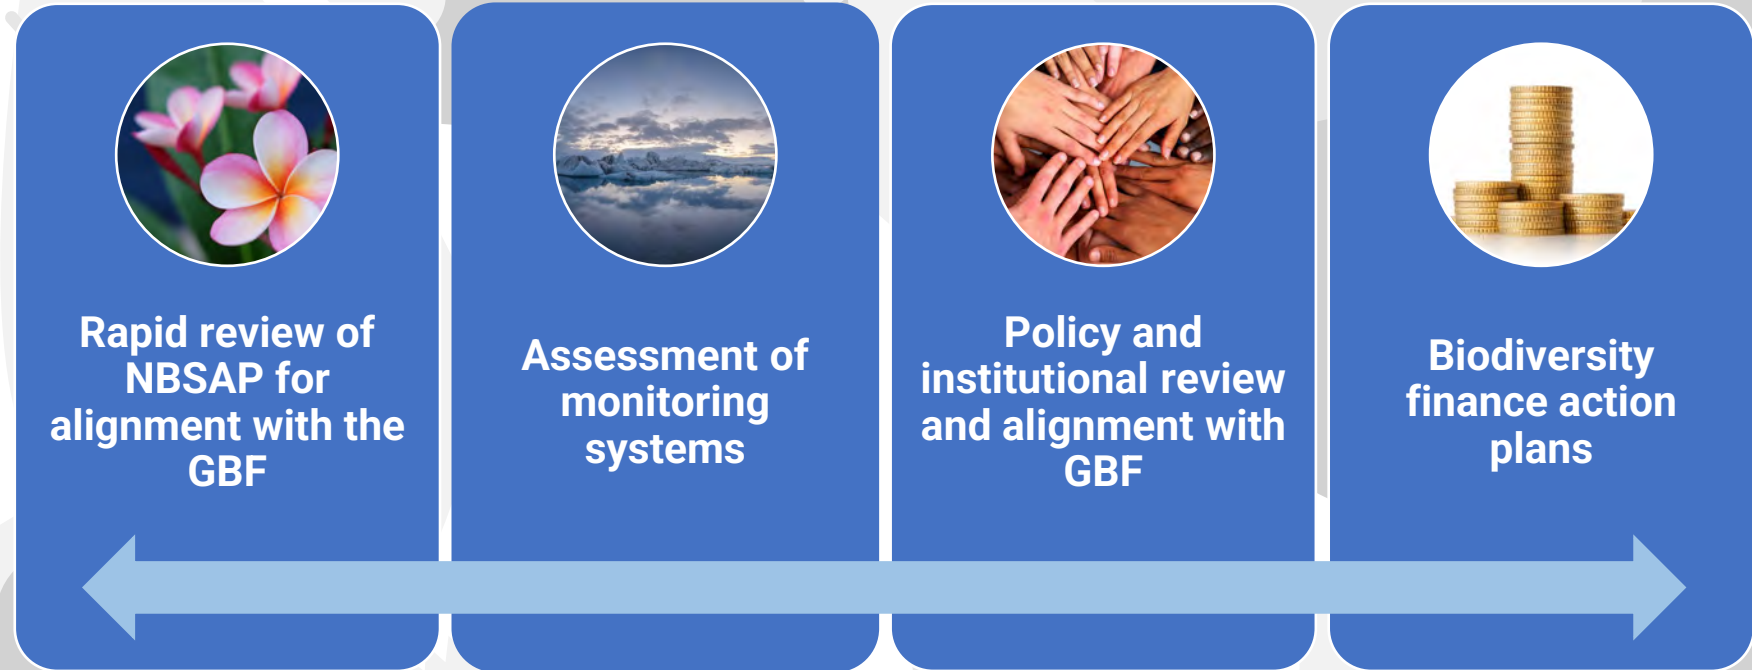 Rapid review of
NBSAP for
alignment with the
GBF
Assessment of
monitoring
systems
Policy and
institutional review
and alignment with
GBF
Biodiversity
finance action
plans